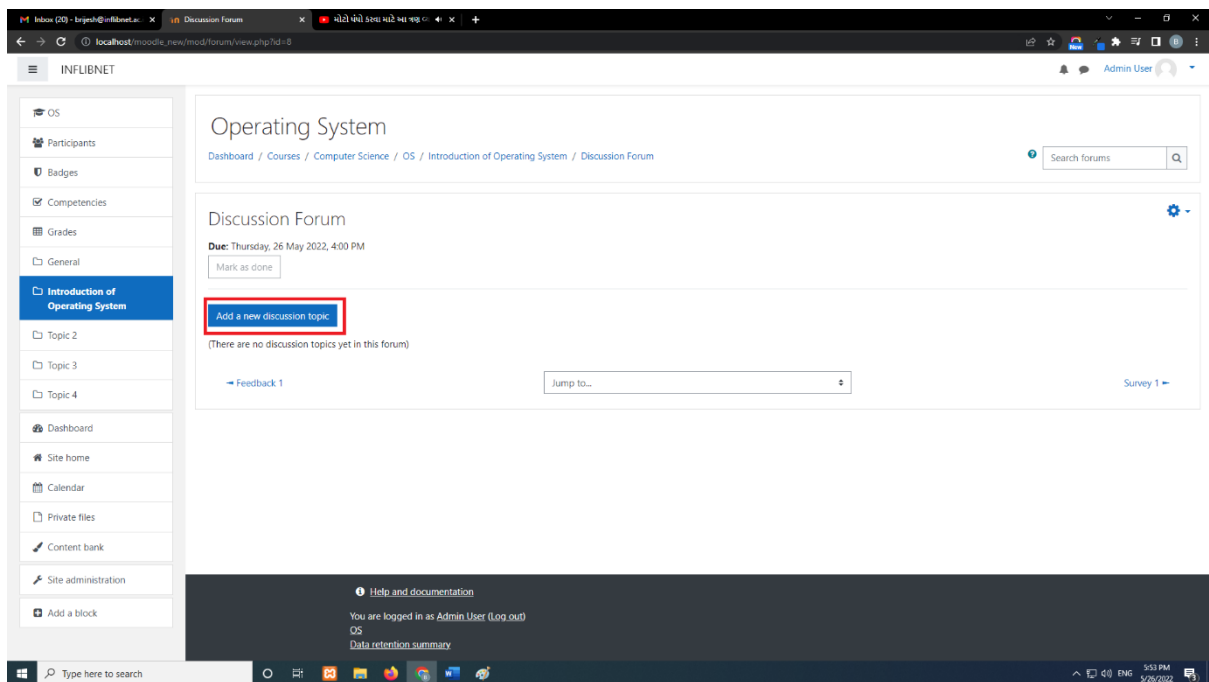 Inbox (20) - brijesh@inflibnet.ac.
Discussion Forum
મોટો ધંધો કરવા માટે આ ત્રણ
localhost/moodle_new/mod/forum/view.php?id=8
New
B
INFLIBNET
Admin User
OS
Participants
Badges
Competencies
Grades
General
Introduction of
Operating System
Topic 2
Topic 3
Topic 4
Dashboard
Site home
Calendar
Private files
Content bank
Site administration
Add a block
Operating System
Dashboard / Courses / Computer Science / OS / Introduction of Operating System / Discussion Forum
Search forums
Discussion Forum
Due: Thursday, 26 May 2022, 4:00 PM
Mark as done
Add a new discussion topic
(There are no discussion topics yet in this forum)
◄ Feedback 1
Jump to...
Survey 1 ►
Help and documentation
You are logged in as Admin User (Log out)
OS
Data retention summary
Type here to search
ENG
5:53 PM
5/26/2022